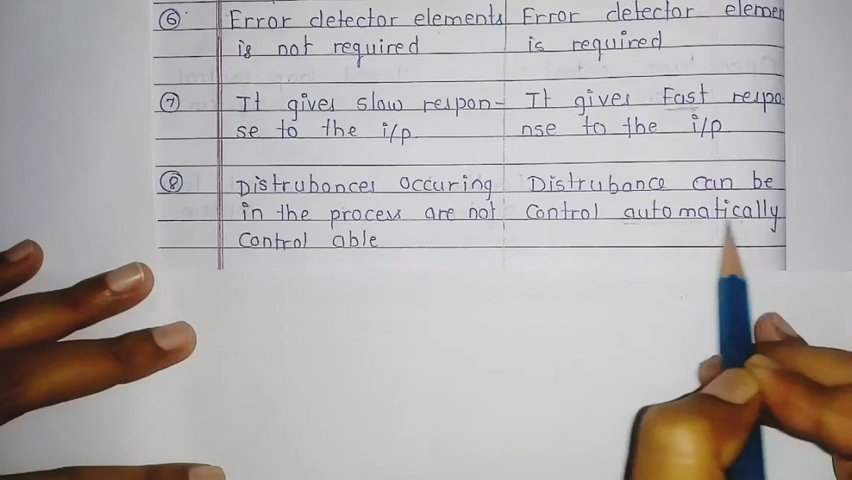 ⑥ Error detector elements Error detector elemen
is not required is required
⑦ It gives slow respon- It gives Fast respo
se to the i/p nse to the i/p
⑧ Distrubances occuring Distrubance can be
in the process are not control automatically
control able